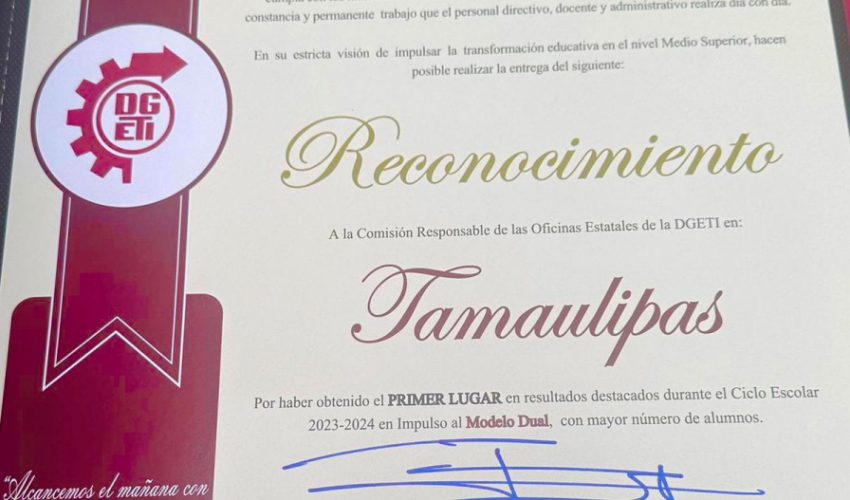 constancia y permanente trabajo que el personal directivo, docente y administrativo realiza día con día.
En su estricta visión de impulsar la transformación educativa en el nivel Medio Superior, hacen
posible realizar la entrega del siguiente:
DG
ETI
Reconocimiento
A la Comisión Responsable de las Oficinas Estatales de la DGETI en:
Tamaulipas
Por haber obtenido el PRIMER LUGAR en resultados destacados durante el Ciclo Escolar
2023-2024 en Impulso al Modelo Dual, con mayor número de alumnos.
"Alcancemos el mañana con